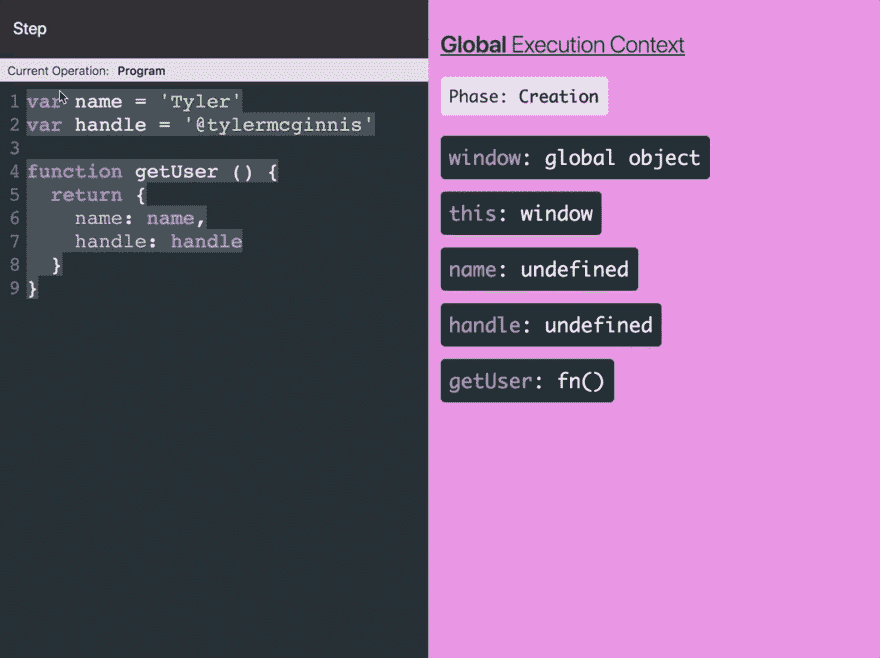 Step
Current Operation: Program
1 var name = 'Tyler'
2 var handle = '@tylermcginnis'
3
4 function getUser () {
5   return {
6     name: name,
7     handle: handle
8   }
9 }
Global Execution Context
Phase: Creation
window: global object
this: window
name: undefined
handle: undefined
getUser: fn()